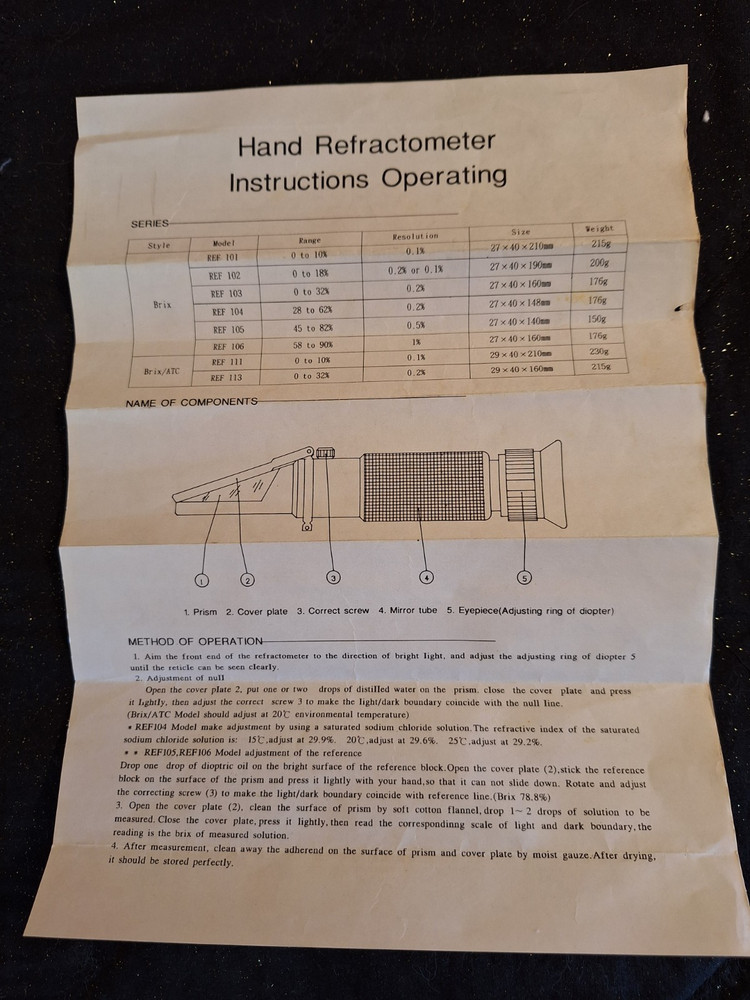 Hand Refractometer
Instructions Operating
SERIES
Style Model Range Resolution Size Weight
Brix REF 101 0 to 10% 0.1% 27×40×210mm 215g
REF 102 0 to 18% 0.2% or 0.1% 27×40×190mm 200g
REF 103 0 to 32% 0.2% 27×40×160mm 176g
REF 104 28 to 62% 0.2% 27×40×148mm 176g
REF 105 45 to 82% 0.5% 27×40×140mm 150g
REF 106 58 to 90% 1% 27×40×160mm 176g
Brix/ATC REF 111 0 to 10% 0.1% 29×40×210mm 230g
REF 113 0 to 32% 0.2% 29×40×160mm 215g
NAME OF COMPONENTS
1 2 3 4 5
1. Prism 2. Cover plate 3. Correct screw 4. Mirror tube 5. Eyepiece(Adjusting ring of diopter)
METHOD OF OPERATION
1. Aim the front end of the refractometer to the direction of bright light, and adjust the adjusting ring of diopter 5
until the reticle can be seen clearly.
2. Adjustment of null
Open the cover plate 2, put one or two drops of distilled water on the prism. close the cover plate and press
it lightly, then adjust the correct screw 3 to make the light/dark boundary coincide with the null line.
(Brix/ATC Model should adjust at 20℃ environmental temperature)
* REF104 Model make adjustment by using a saturated sodium chloride solution.The refractive index of the saturated
sodium chloride solution is: 15℃,adjust at 29.9%. 20℃,adjust at 29.6%. 25℃,adjust at 29.2%.
* * REF105,REF106 Model adjustment of the reference
Drop one drop of dioptric oil on the bright surface of the reference block.Open the cover plate (2),stick the reference
block on the surface of the prism and press it lightly with your hand,so that it can not slide down. Rotate and adjust
the correcting screw (3) to make the light/dark boundary coincide with reference line.(Brix 78.8%)
3. Open the cover plate (2), clean the surface of prism by soft cotton flannel,drop 1~2 drops of solution to be
measured. Close the cover plate,press it lightly,then read the correspondinng scale of light and dark boundary,the
reading is the brix of measured solution.
4. After measurement, clean away the adherend on the surface of prism and cover plate by moist gauze.After drying,
it should be stored perfectly.